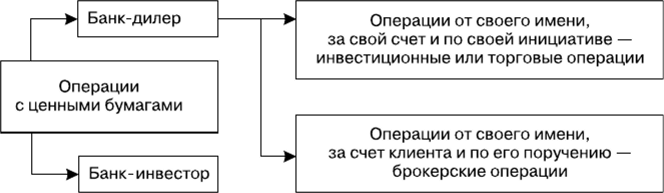 Банк-дилер
Операции от своего имени,
за свой счет и по своей инициативе —
инвестиционные или торговые операции
Операции
с ценными бумагами
Операции от своего имени,
за счет клиента и по его поручению —
брокерские операции
Банк-инвестор